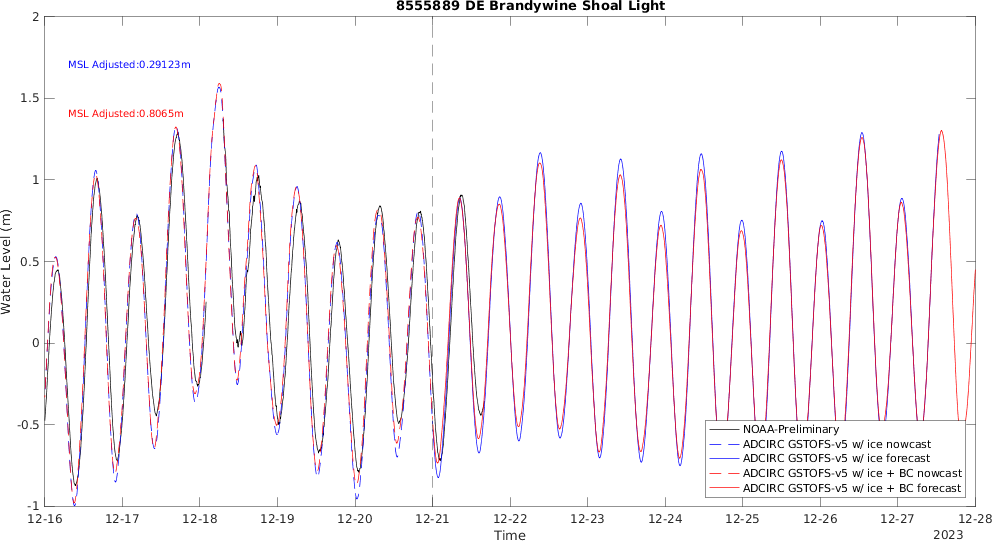 8555889 DE Brandywine Shoal Light
2
MSL Adjusted:0.29123m
1.5
MSL Adjusted:0.8065m
1
Water Level (m)
0.5
0
-0.5
-1
NOAA-Preliminary
ADCIRC GSTOFS-v5 w/ ice nowcast
ADCIRC GSTOFS-v5 w/ ice forecast
ADCIRC GSTOFS-v5 w/ ice + BC nowcast
ADCIRC GSTOFS-v5 w/ ice + BC forecast
12-16 12-17 12-18 12-19 12-20 12-21 12-22 12-23 12-24 12-25 12-26 12-27 12-28
Time
2023